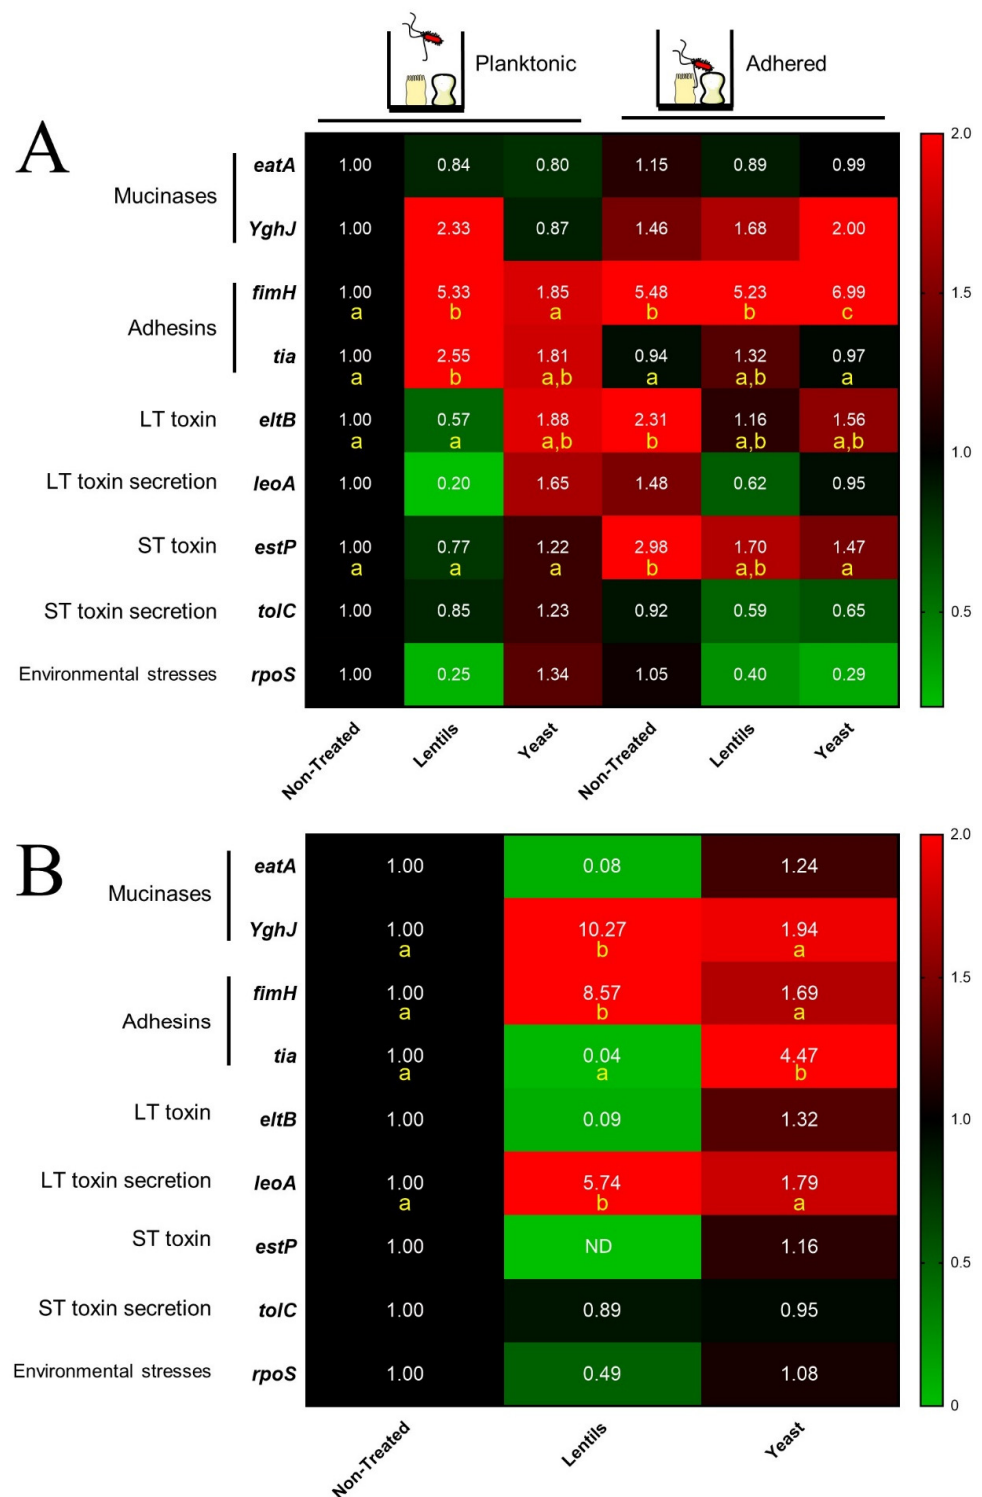 Planktonic Adhered
A
2.0
Mucinases
eatA 1.00 0.84 0.80 1.15 0.89 0.99
YghJ 1.00 2.33 0.87 1.46 1.68 2.00
1.5
Adhesins
fimH 1.00 5.33 1.85 5.48 5.23 6.99
a b a b b c
tia 1.00 2.55 1.81 0.94 1.32 0.97
a b a,b a a,b a
LT toxin eltB 1.00 0.57 1.88 2.31 1.16 1.56
a a a,b b a,b a,b
1.0
LT toxin secretion leoA 1.00 0.20 1.65 1.48 0.62 0.95
ST toxin estP 1.00 0.77 1.22 2.98 1.70 1.47
a a a b a,b a
ST toxin secretion tolC 1.00 0.85 1.23 0.92 0.59 0.65
0.5
Environmental stresses rpoS 1.00 0.25 1.34 1.05 0.40 0.29
Non-Treated Lentils Yeast Non-Treated Lentils Yeast
B
2.0
Mucinases
eatA 1.00 0.08 1.24
YghJ 1.00 10.27 1.94
a b a
1.5
Adhesins
fimH 1.00 8.57 1.69
a b a
tia 1.00 0.04 4.47
a a b
LT toxin eltB 1.00 0.09 1.32
1.0
LT toxin secretion leoA 1.00 5.74 1.79
a b a
ST toxin estP 1.00 ND 1.16
0.5
ST toxin secretion tolC 1.00 0.89 0.95
Environmental stresses rpoS 1.00 0.49 1.08
0
Non-Treated Lentils Yeast